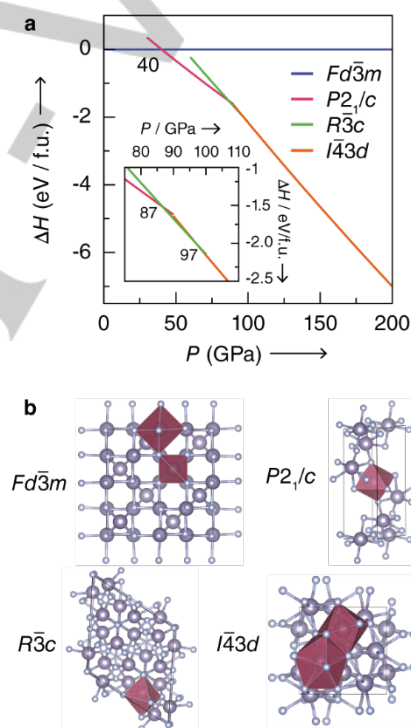 a
0
-2
-4
-6
ΔH (eV / f.u.)
40
Fd3̅m
P2₁/c
R3̅c
I4̅3d
P / GPa →
80 90 100 110
-1
-1.5
-2.0
-2.5
ΔH / eV/f.u. →
87
97
0 50 100 150 200
P (GPa) →
b
Fd3̅m
P2₁/c
R3̅c
I4̅3d